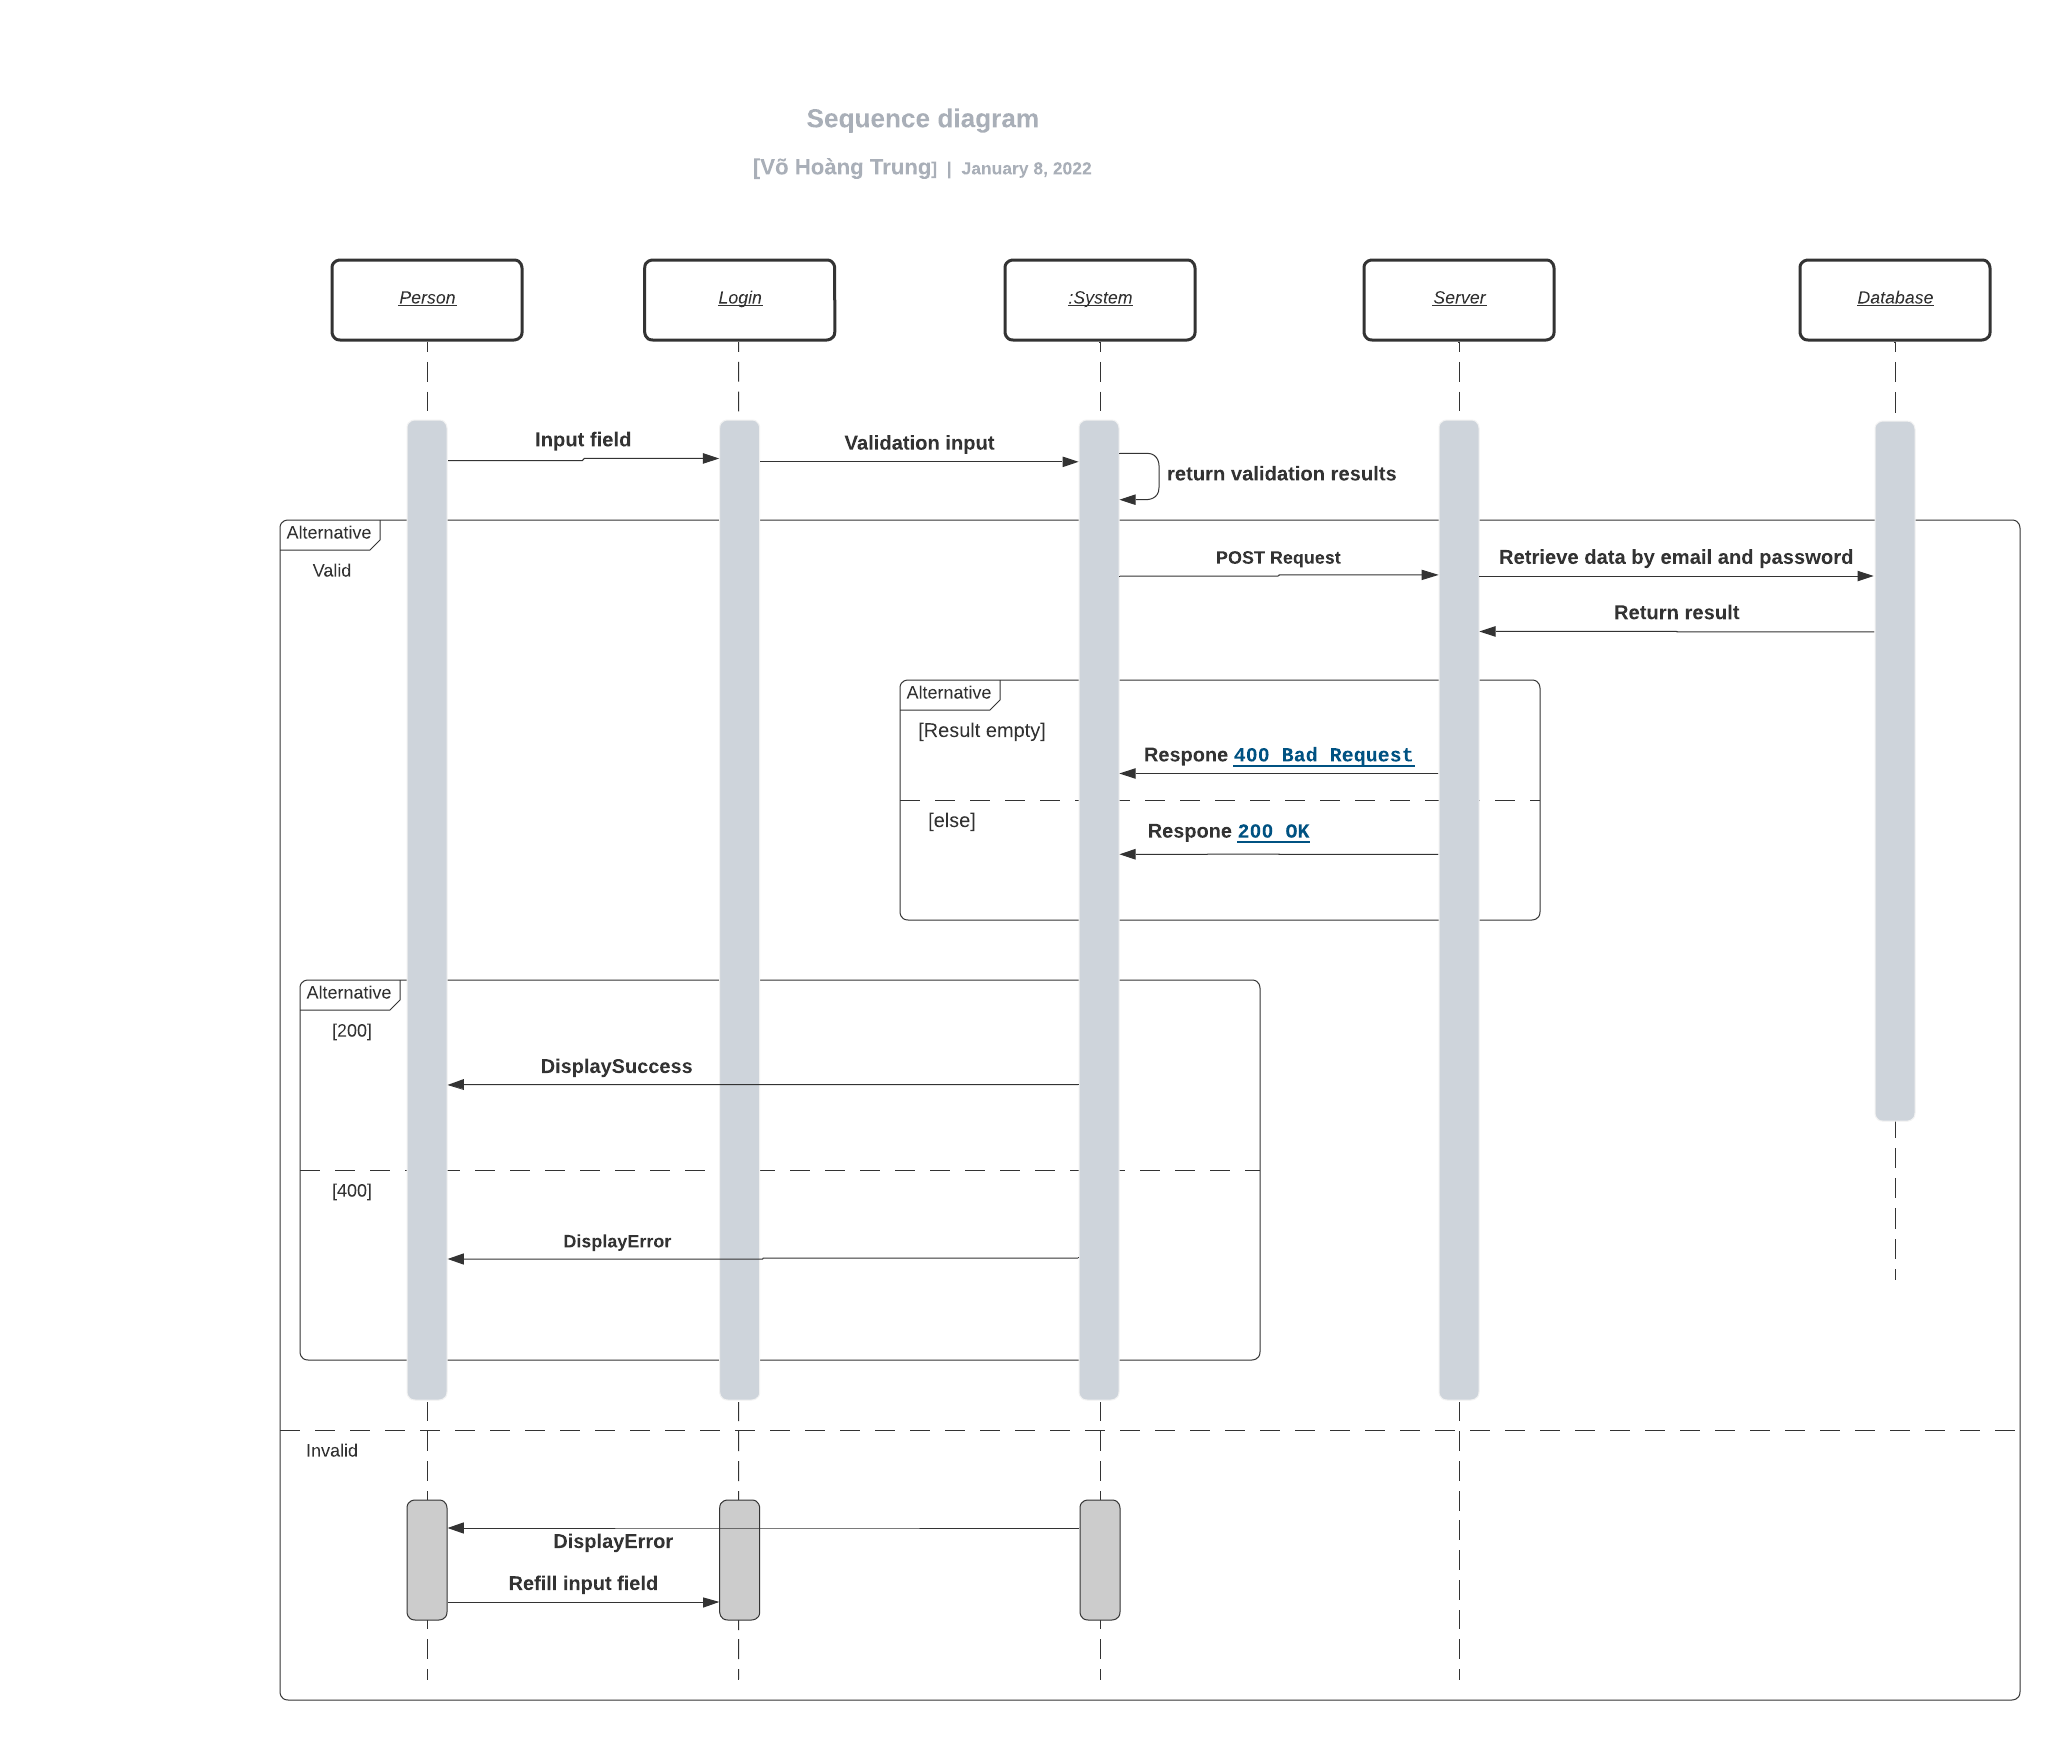 Sequence diagram
[Võ Hoàng Trung] | January 8, 2022
Person
Login
:System
Server
Database
Input field
Validation input
return validation results
Alternative
Valid
POST Request
Retrieve data by email and password
Return result
Alternative
[Result empty]
Respone 400 Bad Request
[else]
Respone 200 OK
Alternative
[200]
DisplaySuccess
[400]
DisplayError
Invalid
DisplayError
Refill input field